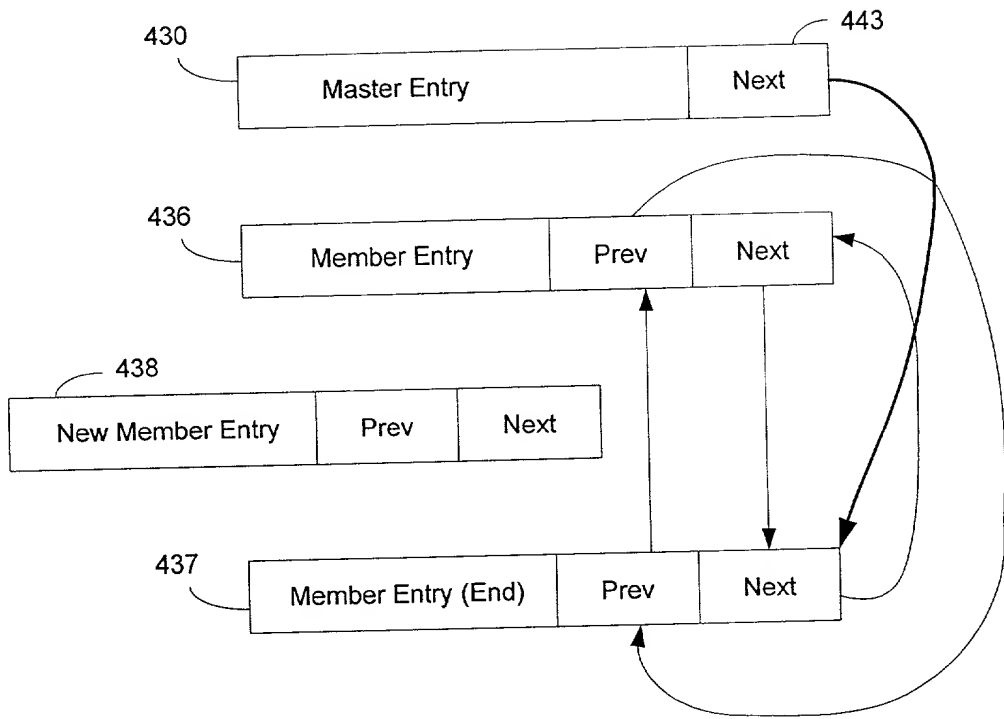 443
430
Master Entry Next
436
Member Entry Prev Next
438
New Member Entry Prev Next
437
Member Entry (End) Prev Next